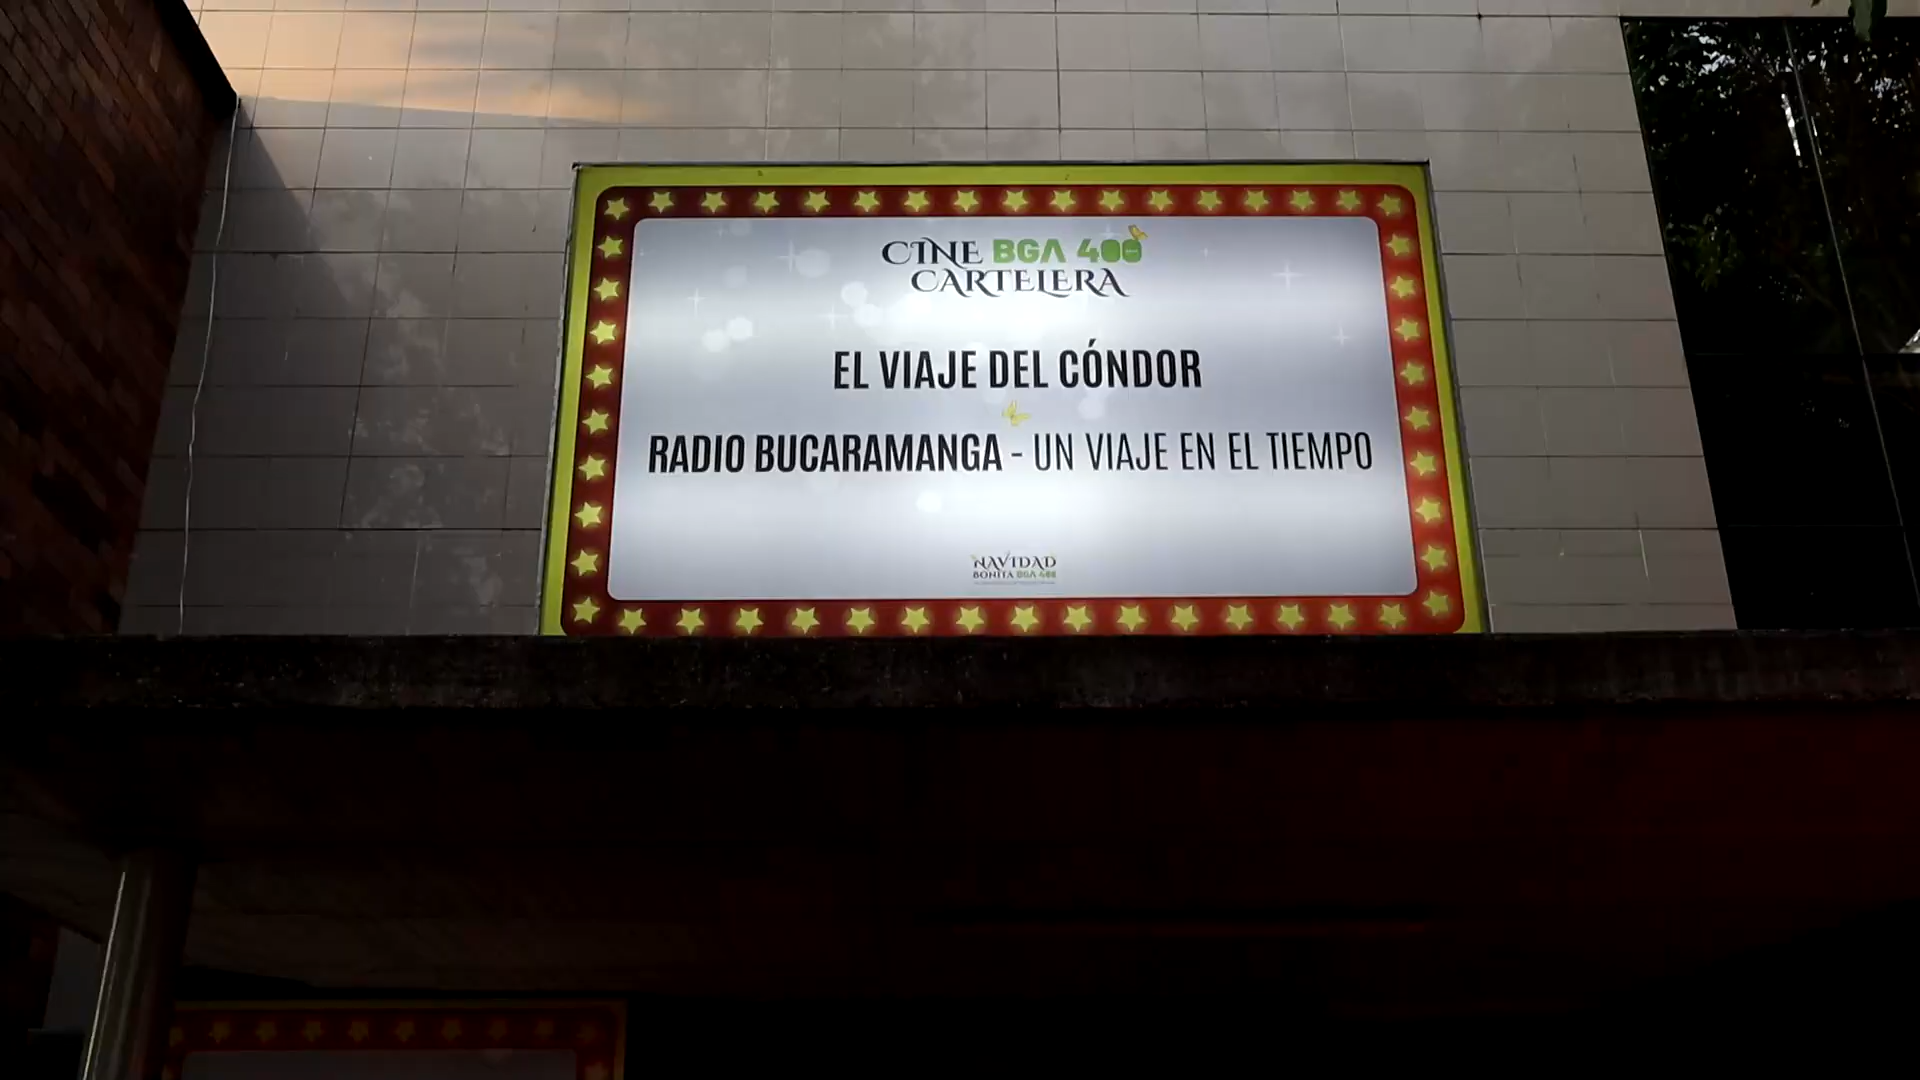 CINE BGA 400
CARTELERA
EL VIAJE DEL CÓNDOR
RADIO BUCARAMANGA - UN VIAJE EN EL TIEMPO
NAVIDAD
BONITA BGA 400